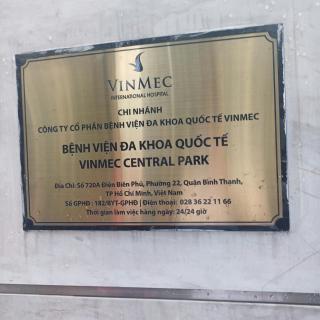 VINMEC
INTERNATIONAL HOSPITAL
CHI NHÁNH
CÔNG TY CỔ PHẦN BỆNH VIỆN ĐA KHOA QUỐC TẾ VINMEC
BỆNH VIỆN ĐA KHOA QUỐC TẾ
VINMEC CENTRAL PARK
Địa Chỉ: Số 720A Điện Biên Phủ, Phường 22, Quận Bình Thạnh,
TP Hồ Chí Minh, Việt Nam
Số GPHĐ : 182/BYT-GPHĐ | Điện thoại: 028 36 22 11 66
Thời gian làm việc hàng ngày: 24/24 giờ